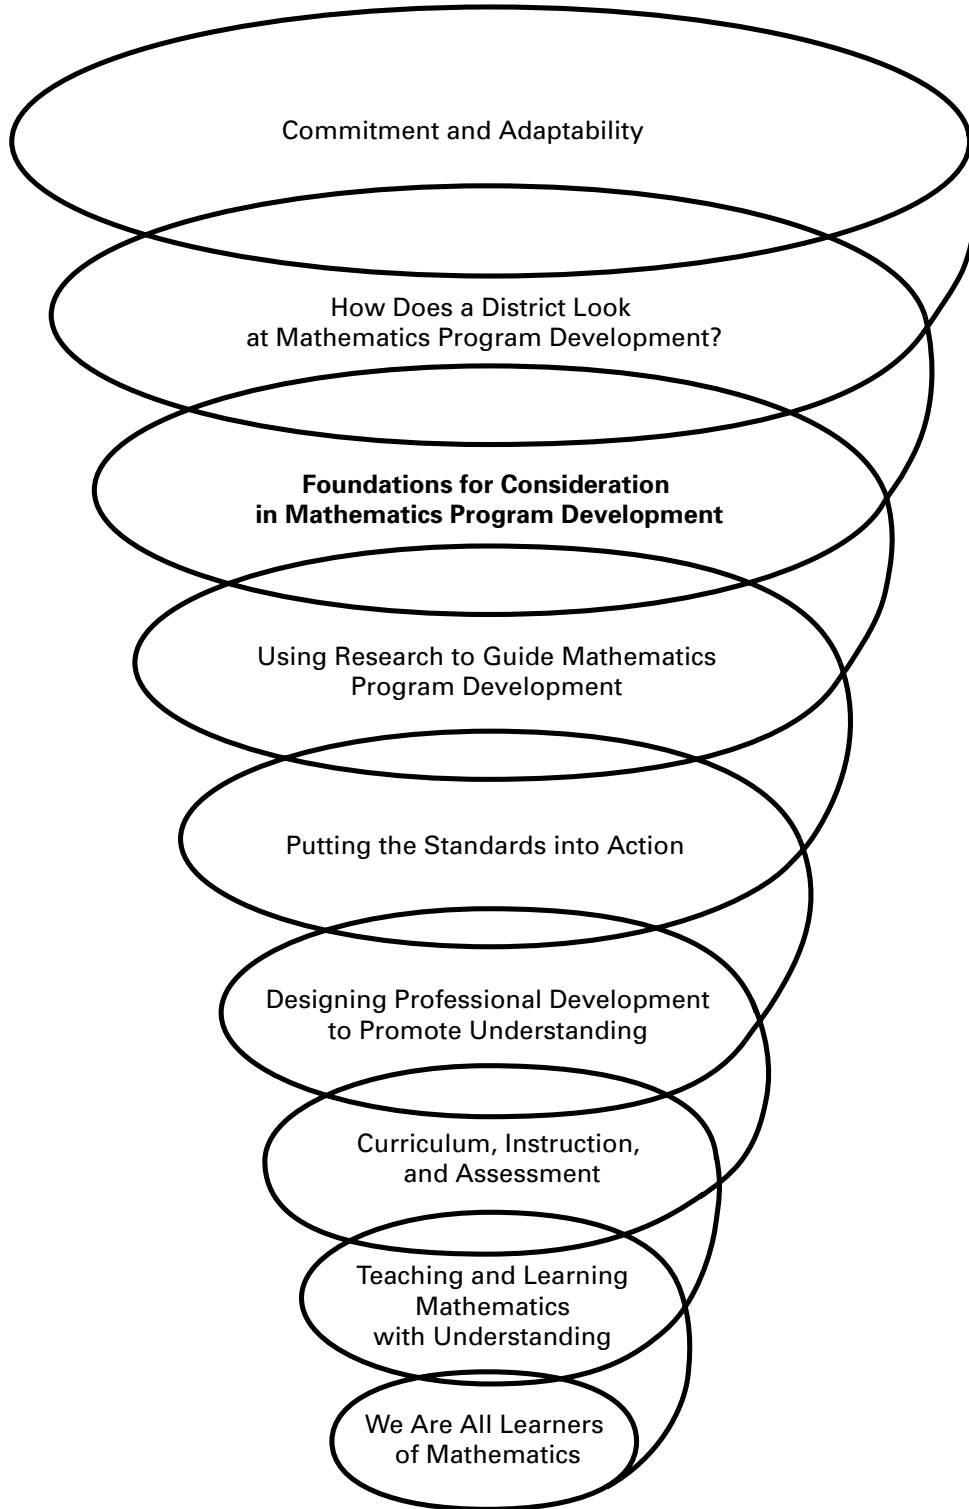 Commitment and Adaptability
How Does a District Look
at Mathematics Program Development?
Foundations for Consideration
in Mathematics Program Development
Using Research to Guide Mathematics
Program Development
Putting the Standards into Action
Designing Professional Development
to Promote Understanding
Curriculum, Instruction,
and Assessment
Teaching and Learning
Mathematics
with Understanding
We Are All Learners
of Mathematics